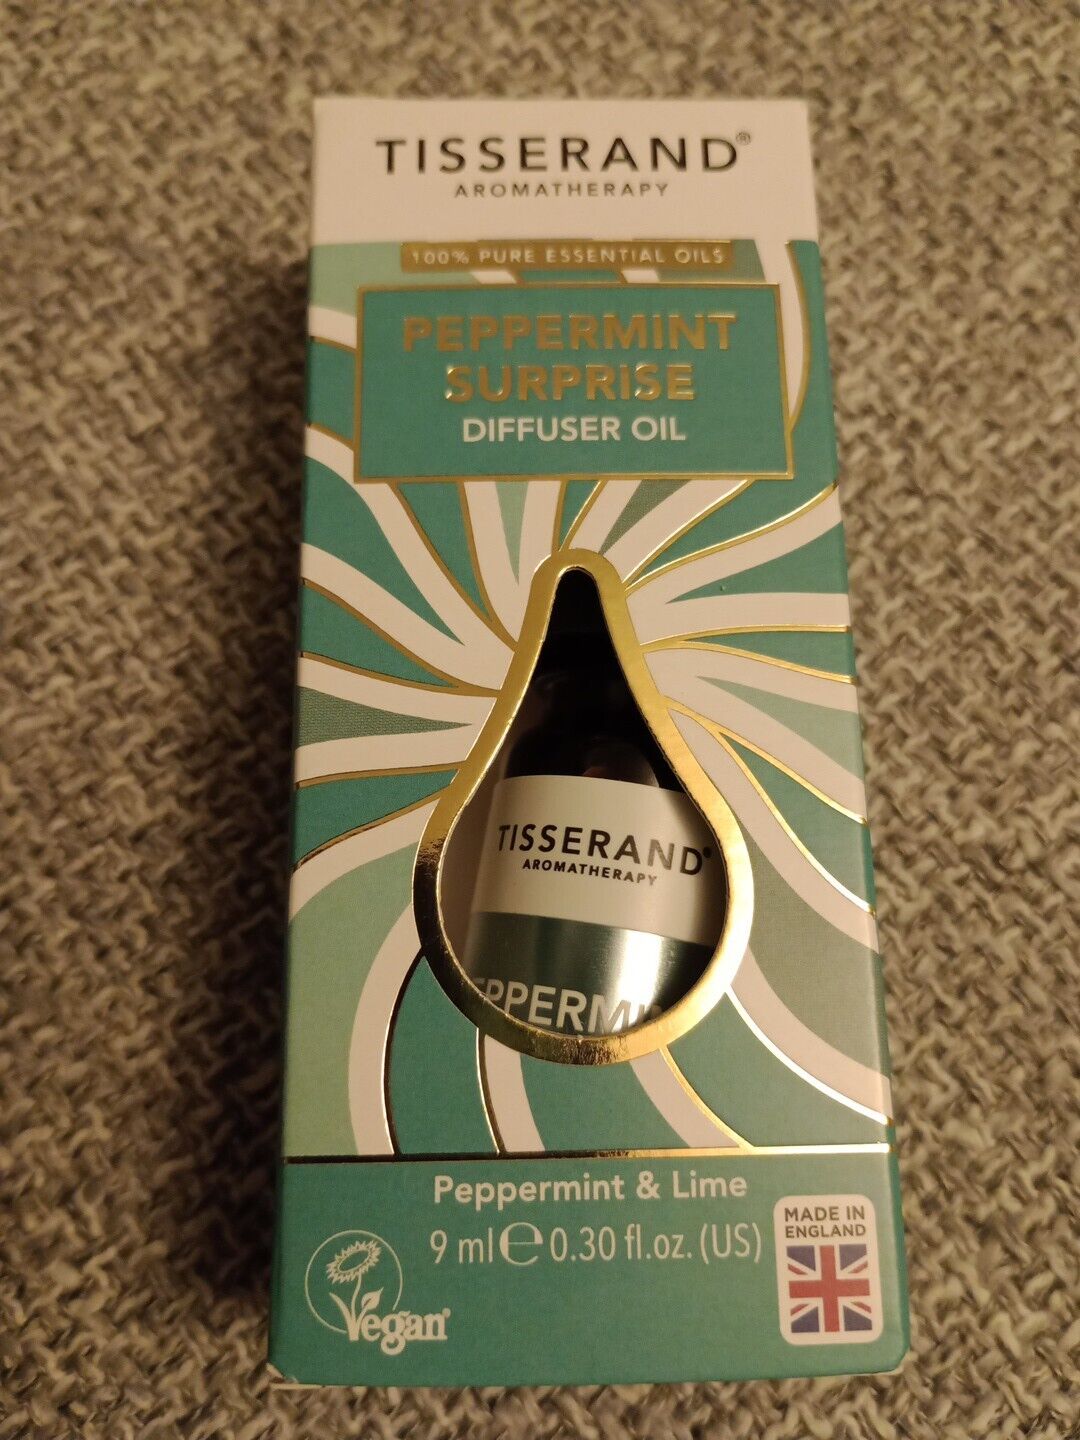 TISSERAND®
AROMATHERAPY
100% PURE ESSENTIAL OILS
PEPPERMINT
SURPRISE
DIFFUSER OIL
TISSERAND®
AROMATHERAPY
EPPERMI
Peppermint & Lime
9 ml ℮ 0.30 fl.oz. (US)
MADE IN
ENGLAND
Vegan